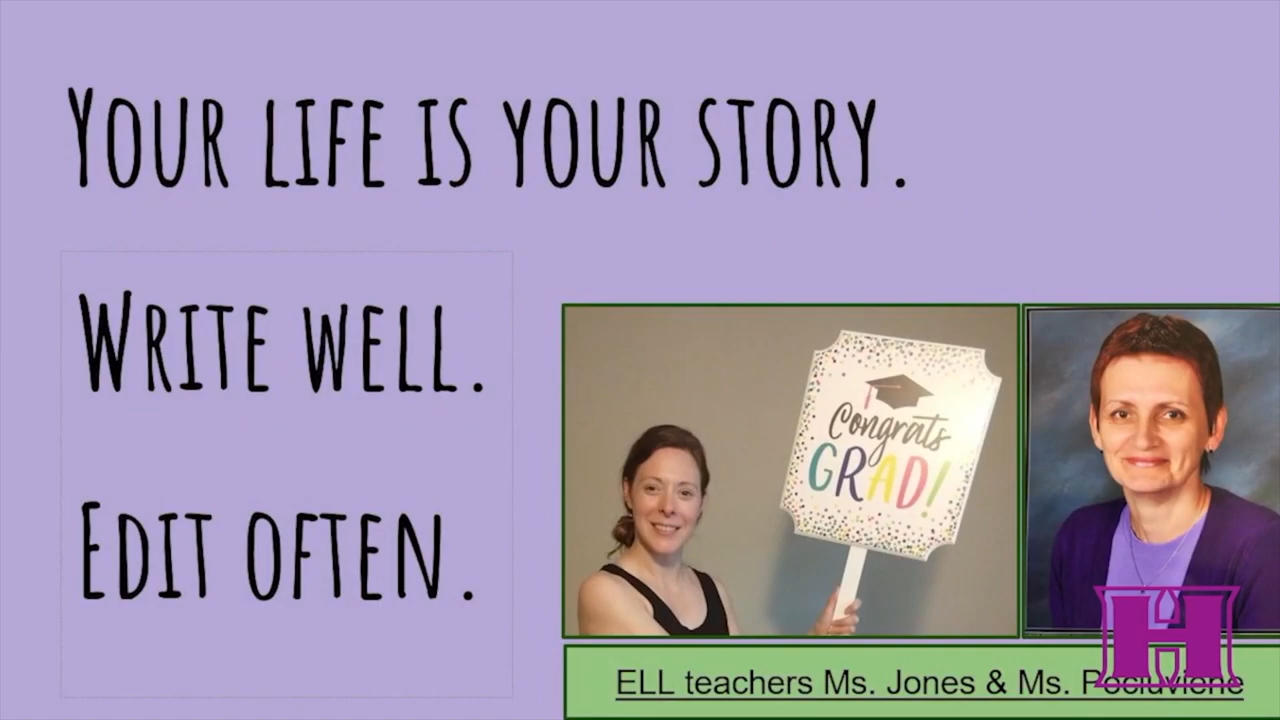 YOUR LIFE IS YOUR STORY.
WRITE WELL.
EDIT OFTEN.
Congrats
GRAD!
ELL teachers Ms. Jones & Ms.
H